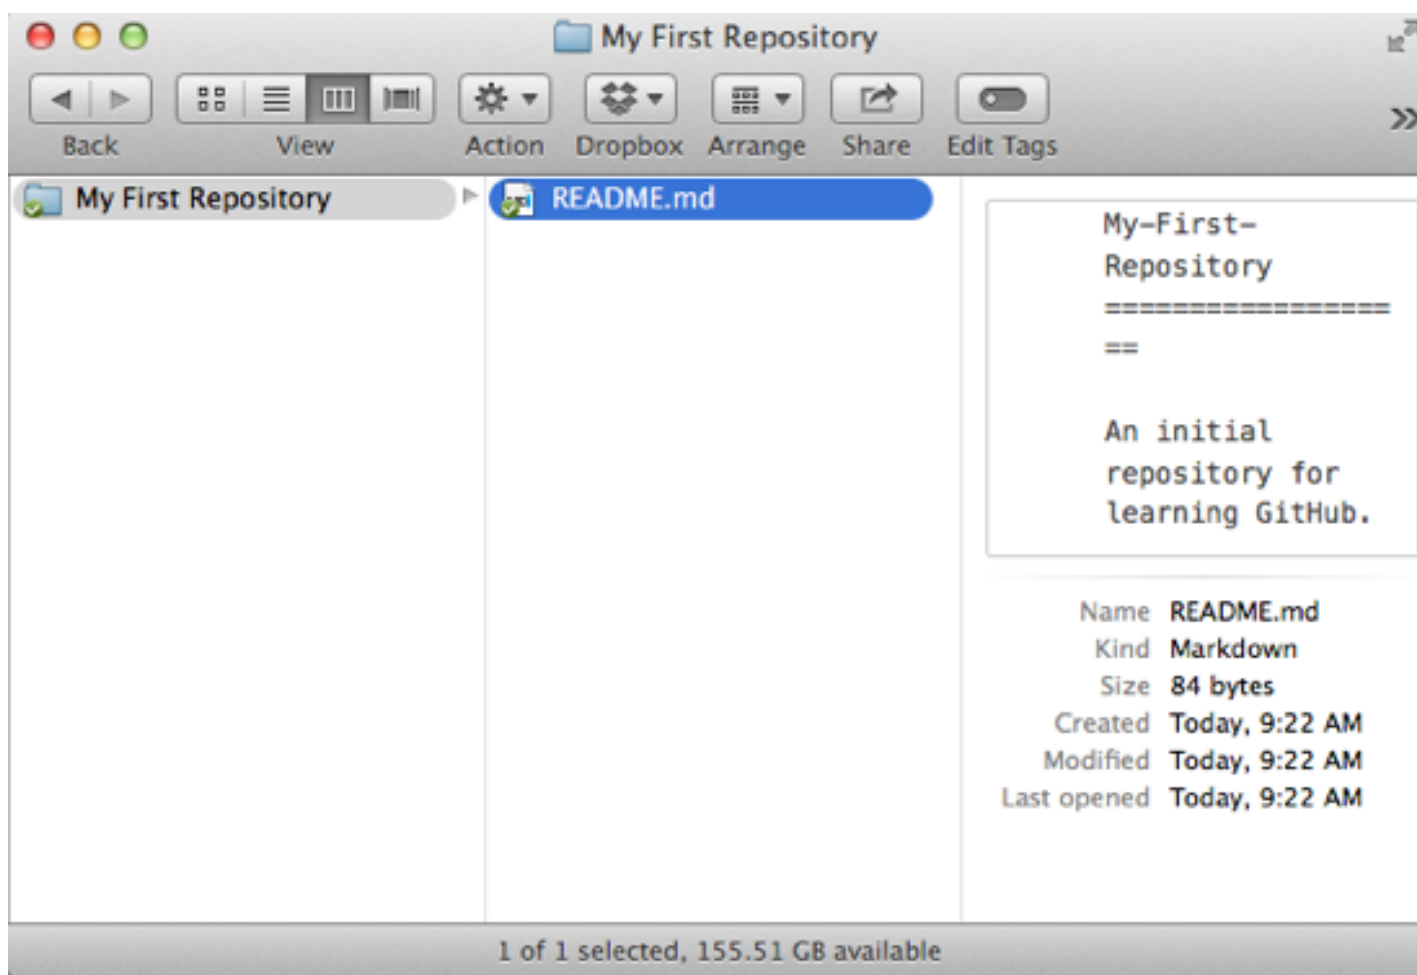 My First Repository
Back
View
Action
Dropbox
Arrange
Share
Edit Tags
My First Repository
README.md
My-First-
Repository
=================
==
An initial
repository for
learning GitHub.
Name README.md
Kind Markdown
Size 84 bytes
Created Today, 9:22 AM
Modified Today, 9:22 AM
Last opened Today, 9:22 AM
1 of 1 selected, 155.51 GB available